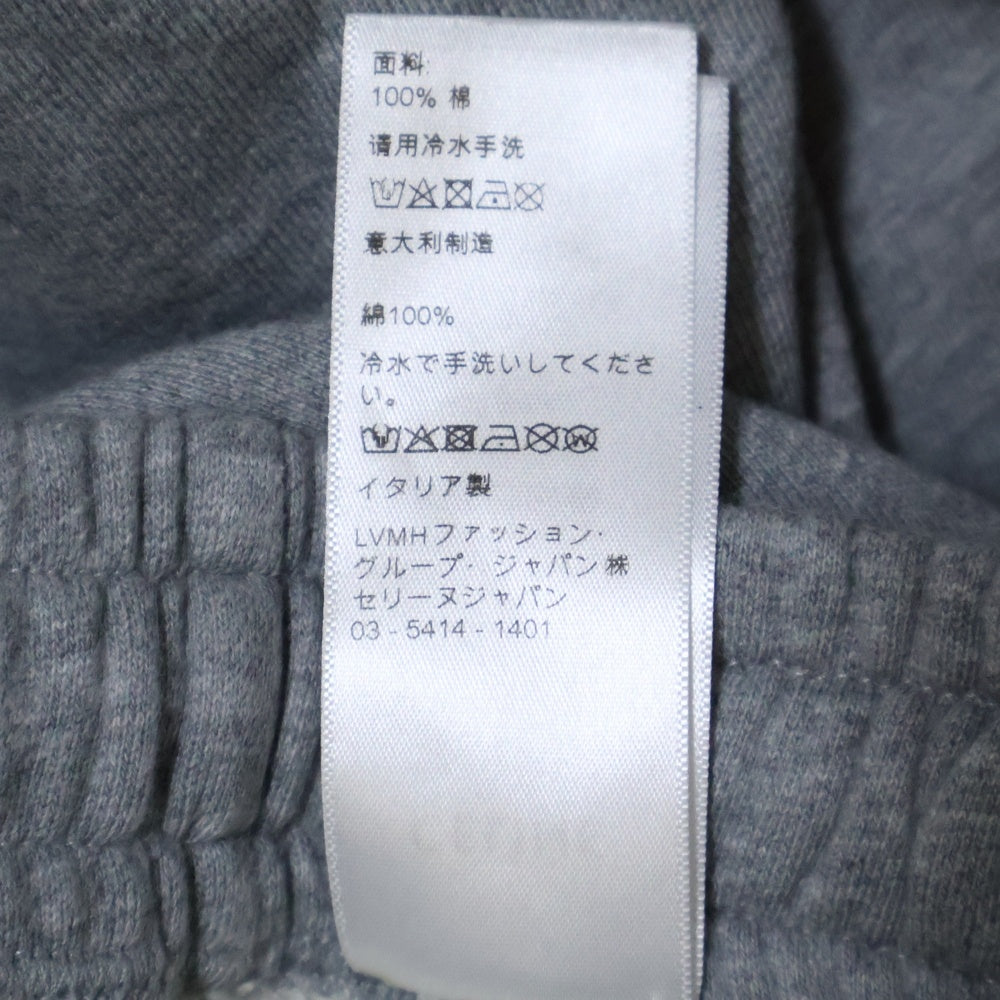 面料:
100% 棉
请用冷水手洗
意大利制造
綿100%
冷水で手洗いしてくださ
い。
W
イタリア製
LVMHファッション・
グループ・ジャパン㈱
セリーヌジャパン
03 - 5414 - 1401